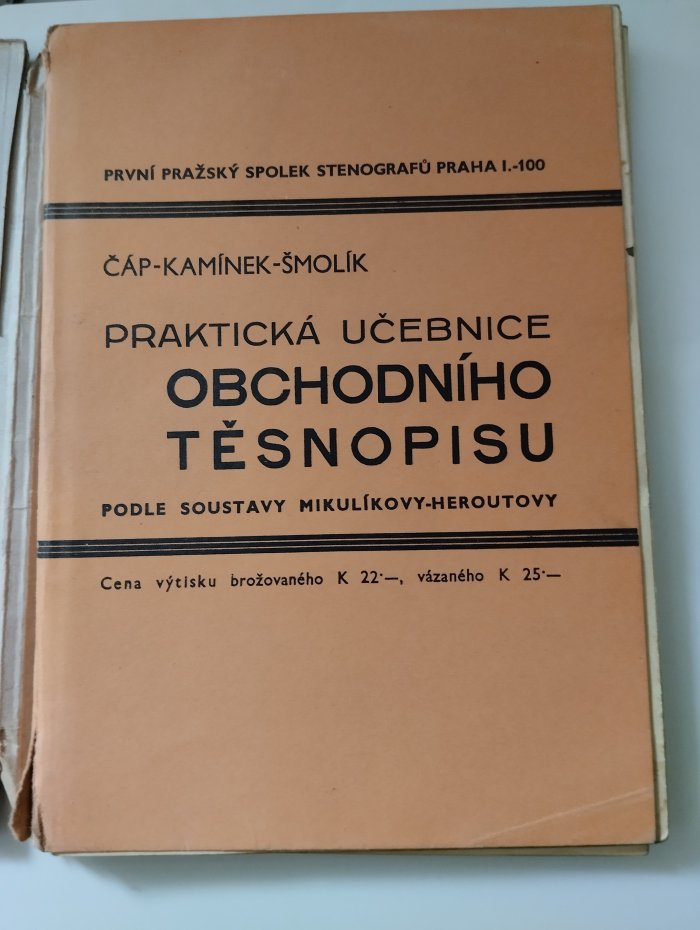 PRVNÍ PRAŽSKÝ SPOLEK STENOGRAFŮ PRAHA I.-100
ČÁP-KAMÍNEK-ŠMOLÍK
PRAKTICKÁ UČEBNICE
OBCHODNÍHO
TĚSNOPISU
PODLE SOUSTAVY MIKULÍKOVY-HEROUTOVY
Cena výtisku brožovaného K 22·—, vázaného K 25·—